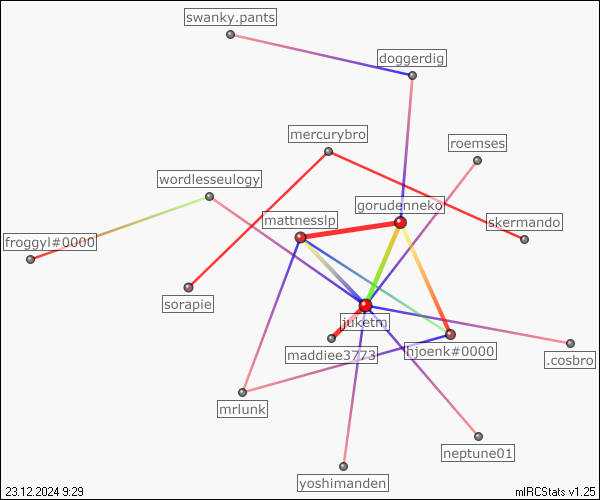 swanky.pants
doggerdig
mercurybro
roemses
wordlesseulogy
gorudenneko
mattnesslp
skermando
froggyl#0000
sorapie
juketm
hjoenk#0000
maddiee3773
.cosbro
mrlunk
neptune01
yoshimanden
23.12.2024 9:29
mIRCStats v1.25